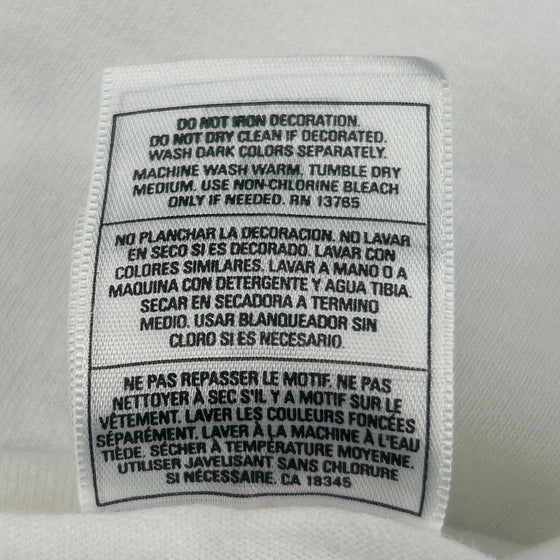 DO NOT IRON DECORATION.
DO NOT DRY CLEAN IF DECORATED.
WASH DARK COLORS SEPARATELY.
MACHINE WASH WARM. TUMBLE DRY
MEDIUM. USE NON-CHLORINE BLEACH
ONLY IF NEEDED. RN 13765
NO PLANCHAR LA DECORACION. NO LAVAR
EN SECO SI ES DECORADO. LAVAR CON
COLORES SIMILARES. LAVAR A MANO O A
MAQUINA CON DETERGENTE Y AGUA TIBIA.
SECAR EN SECADORA A TERMINO
MEDIO. USAR BLANQUEADOR SIN
CLORO SI ES NECESARIO.
NE PAS REPASSER LE MOTIF. NE PAS
NETTOYER À SEC S'IL Y A MOTIF SUR LE
VÊTEMENT. LAVER LES COULEURS FONCÉES
SÉPARÉMENT. LAVER À LA MACHINE À L'EAU
TIÈDE. SÉCHER À TEMPÉRATURE MOYENNE.
UTILISER JAVELISANT SANS CHLORURE
SI NÉCESSAIRE. CA 18345